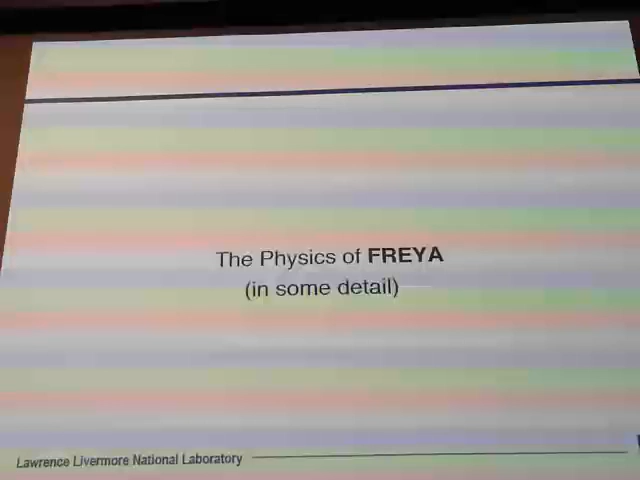 The Physics of FREYA
(in some detail)
Lawrence Livermore National Laboratory